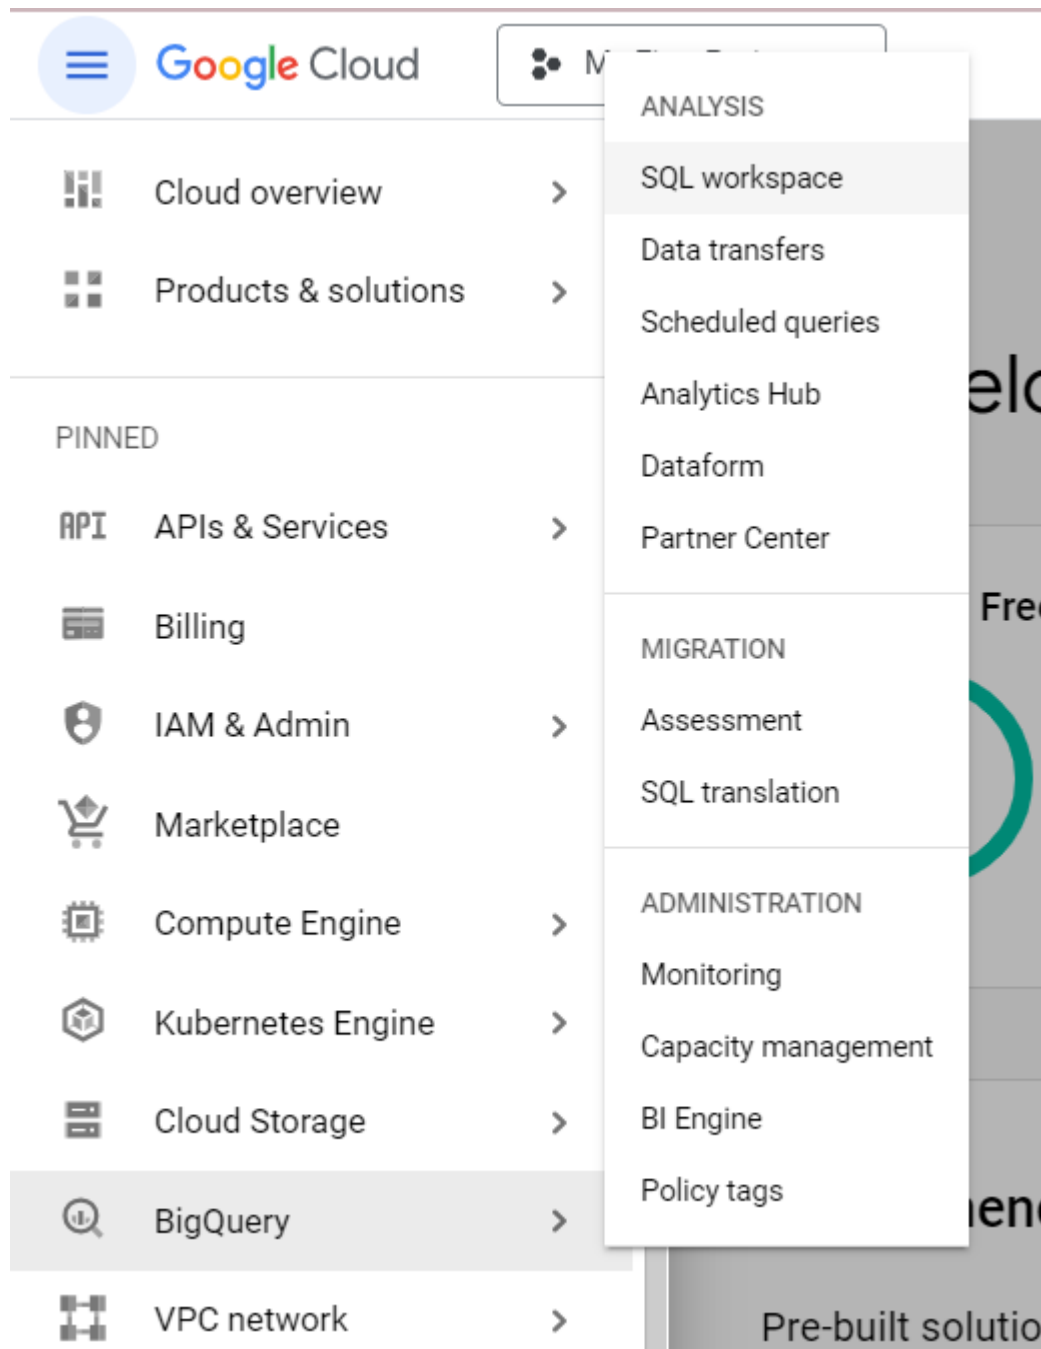 Google Cloud
Cloud overview
Products & solutions
PINNED
API APIs & Services
Billing
IAM & Admin
Marketplace
Compute Engine
Kubernetes Engine
Cloud Storage
BigQuery
VPC network
ANALYSIS
SQL workspace
Data transfers
Scheduled queries
Analytics Hub
Dataform
Partner Center
MIGRATION
Assessment
SQL translation
ADMINISTRATION
Monitoring
Capacity management
BI Engine
Policy tags
Pre-built